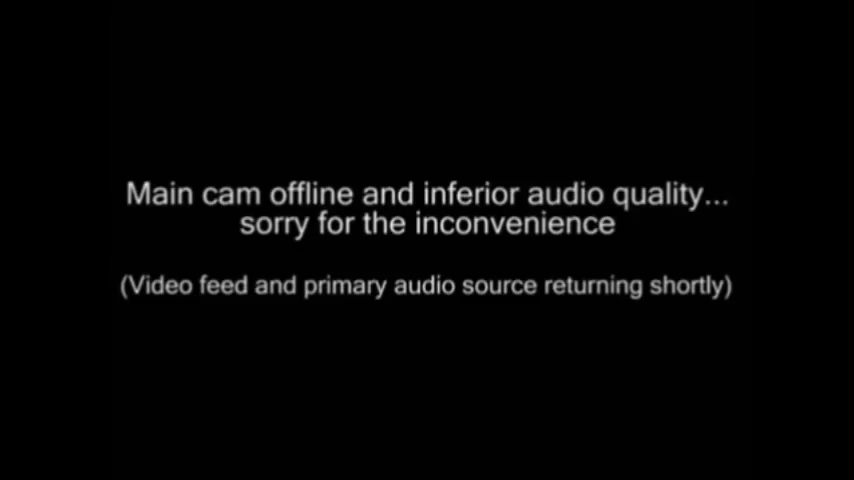 Main cam offline and inferior audio quality...
sorry for the inconvenience
(Video feed and primary audio source returning shortly)